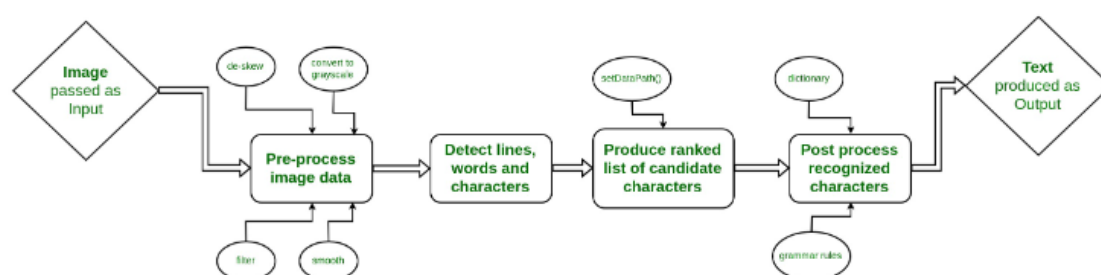 Image
passed as
Input
de-skew
convert to
grayscale
Pre-process
image data
filter
smooth
Detect lines,
words and
characters
setDataPath()
Produce ranked
list of candidate
characters
dictionary
Post process
recognized
characters
grammar rules
Text
produced as
Output